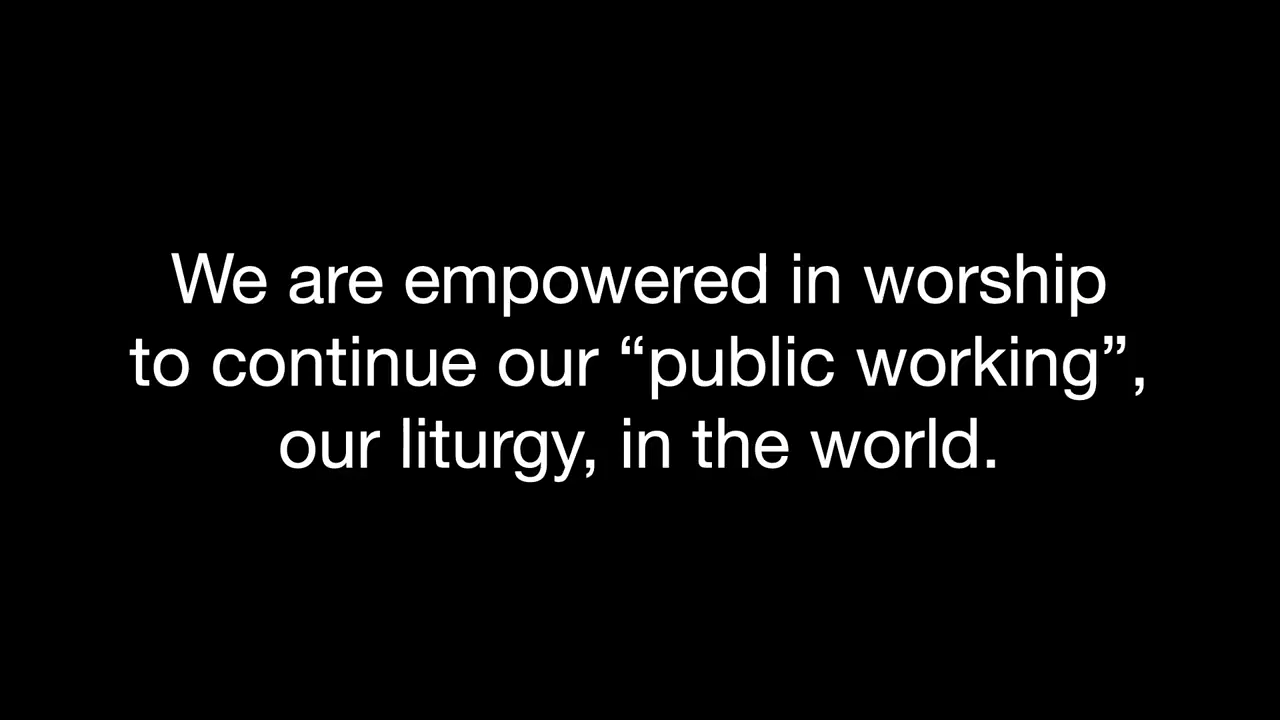 We are empowered in worship
to continue our “public working”,
our liturgy, in the world.